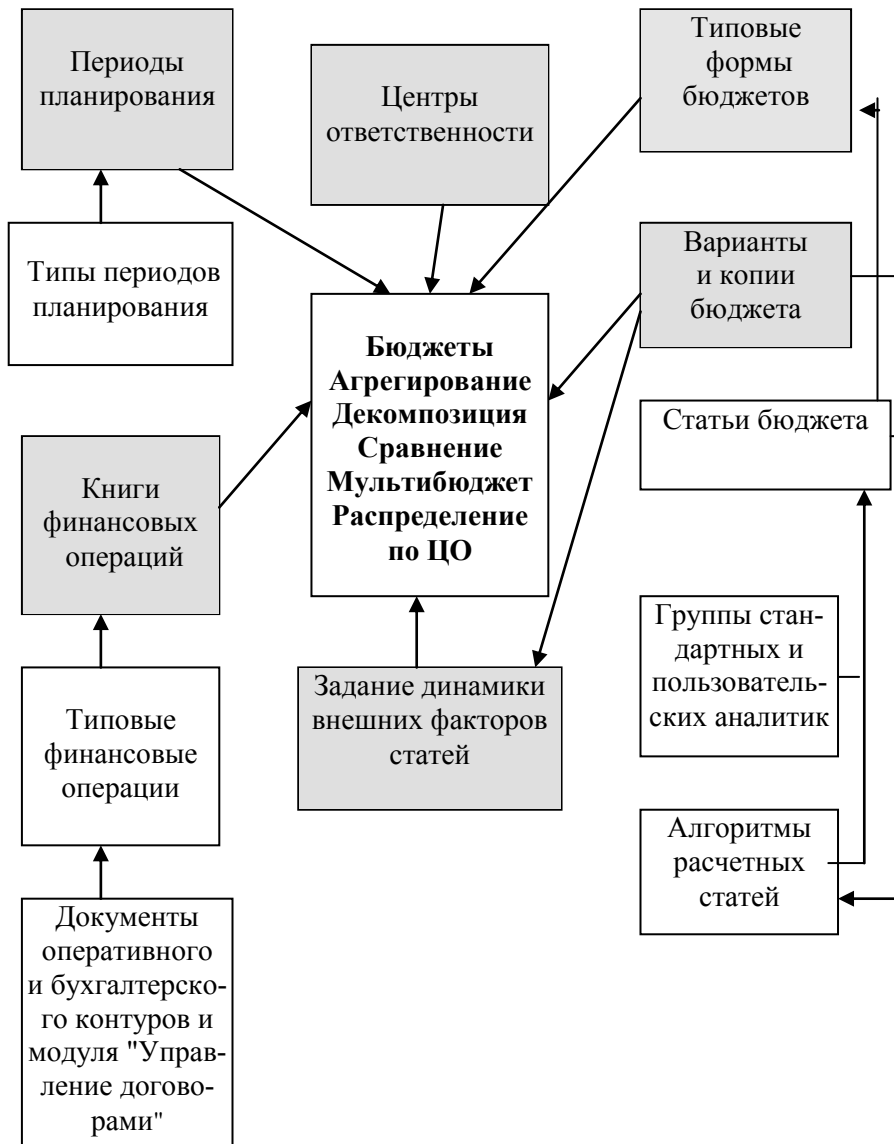 Периоды
планирования
Центры
ответственности
Типовые
формы
бюджетов
Типы периодов
планирования
Варианты
и копии
бюджета
Бюджеты
Агрегирование
Декомпозиция
Сравнение
Мультибюджет
Распределение
по ЦО
Статьи бюджета
Книги
финансовых
операций
Группы стан-
дартных и
пользователь-
ских аналитик
Задание динамики
внешних факторов
статей
Типовые
финансовые
операции
Алгоритмы
расчетных
статей
Документы
оперативного
и бухгалтерско-
го контуров и
модуля "Управ-
ление догово-
рами"